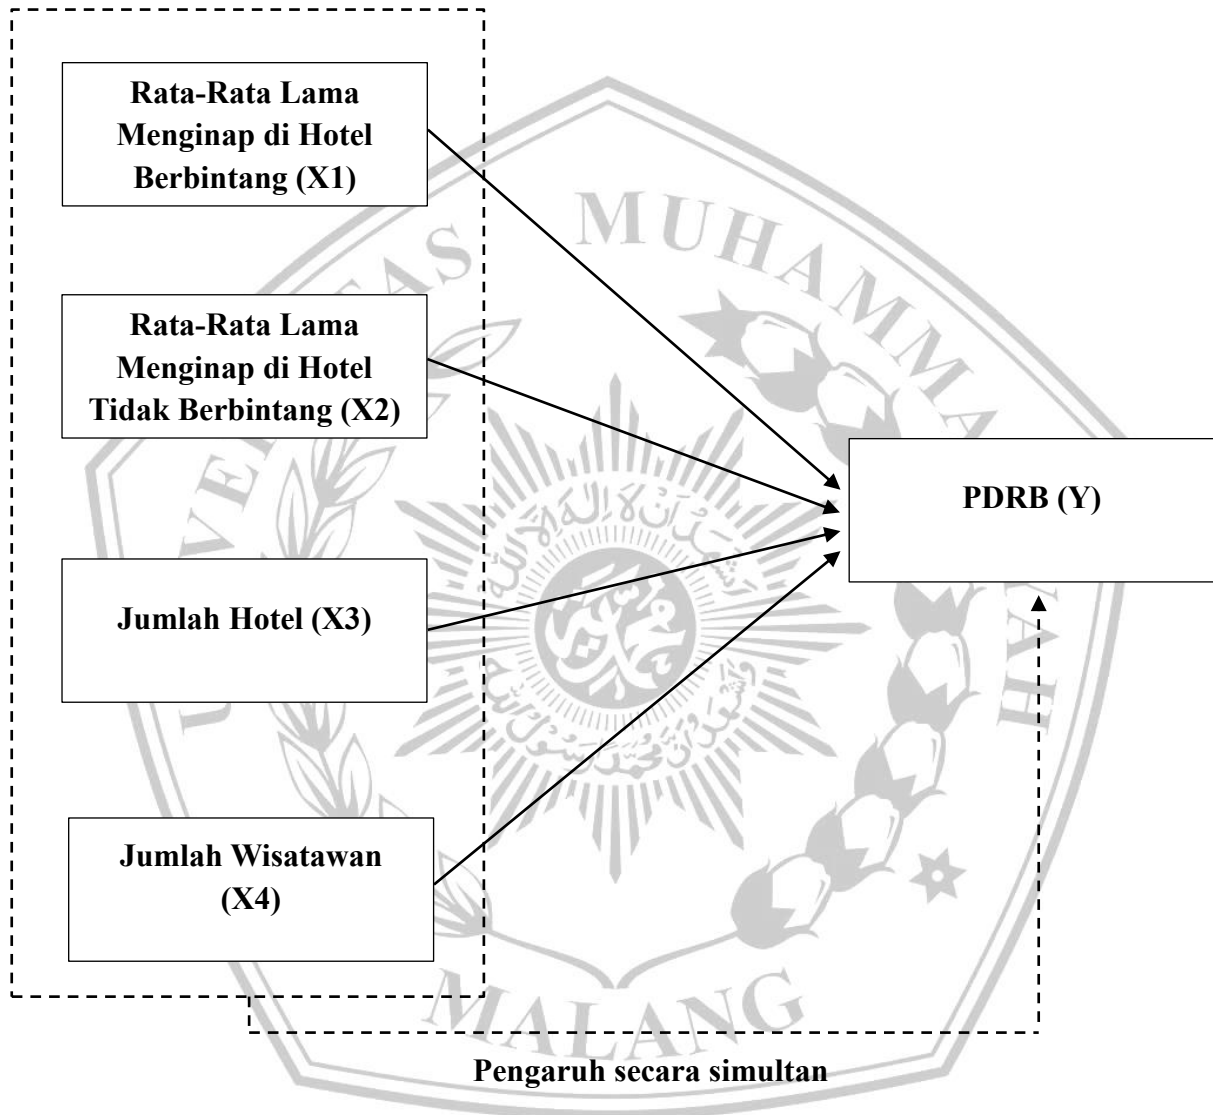 Rata-Rata Lama
Menginap di Hotel
Berbintang (X1)
Rata-Rata Lama
Menginap di Hotel
Tidak Berbintang (X2)
Jumlah Hotel (X3)
Jumlah Wisatawan
(X4)
PDRB (Y)
Pengaruh secara simultan
MUHAMMA
MALANG